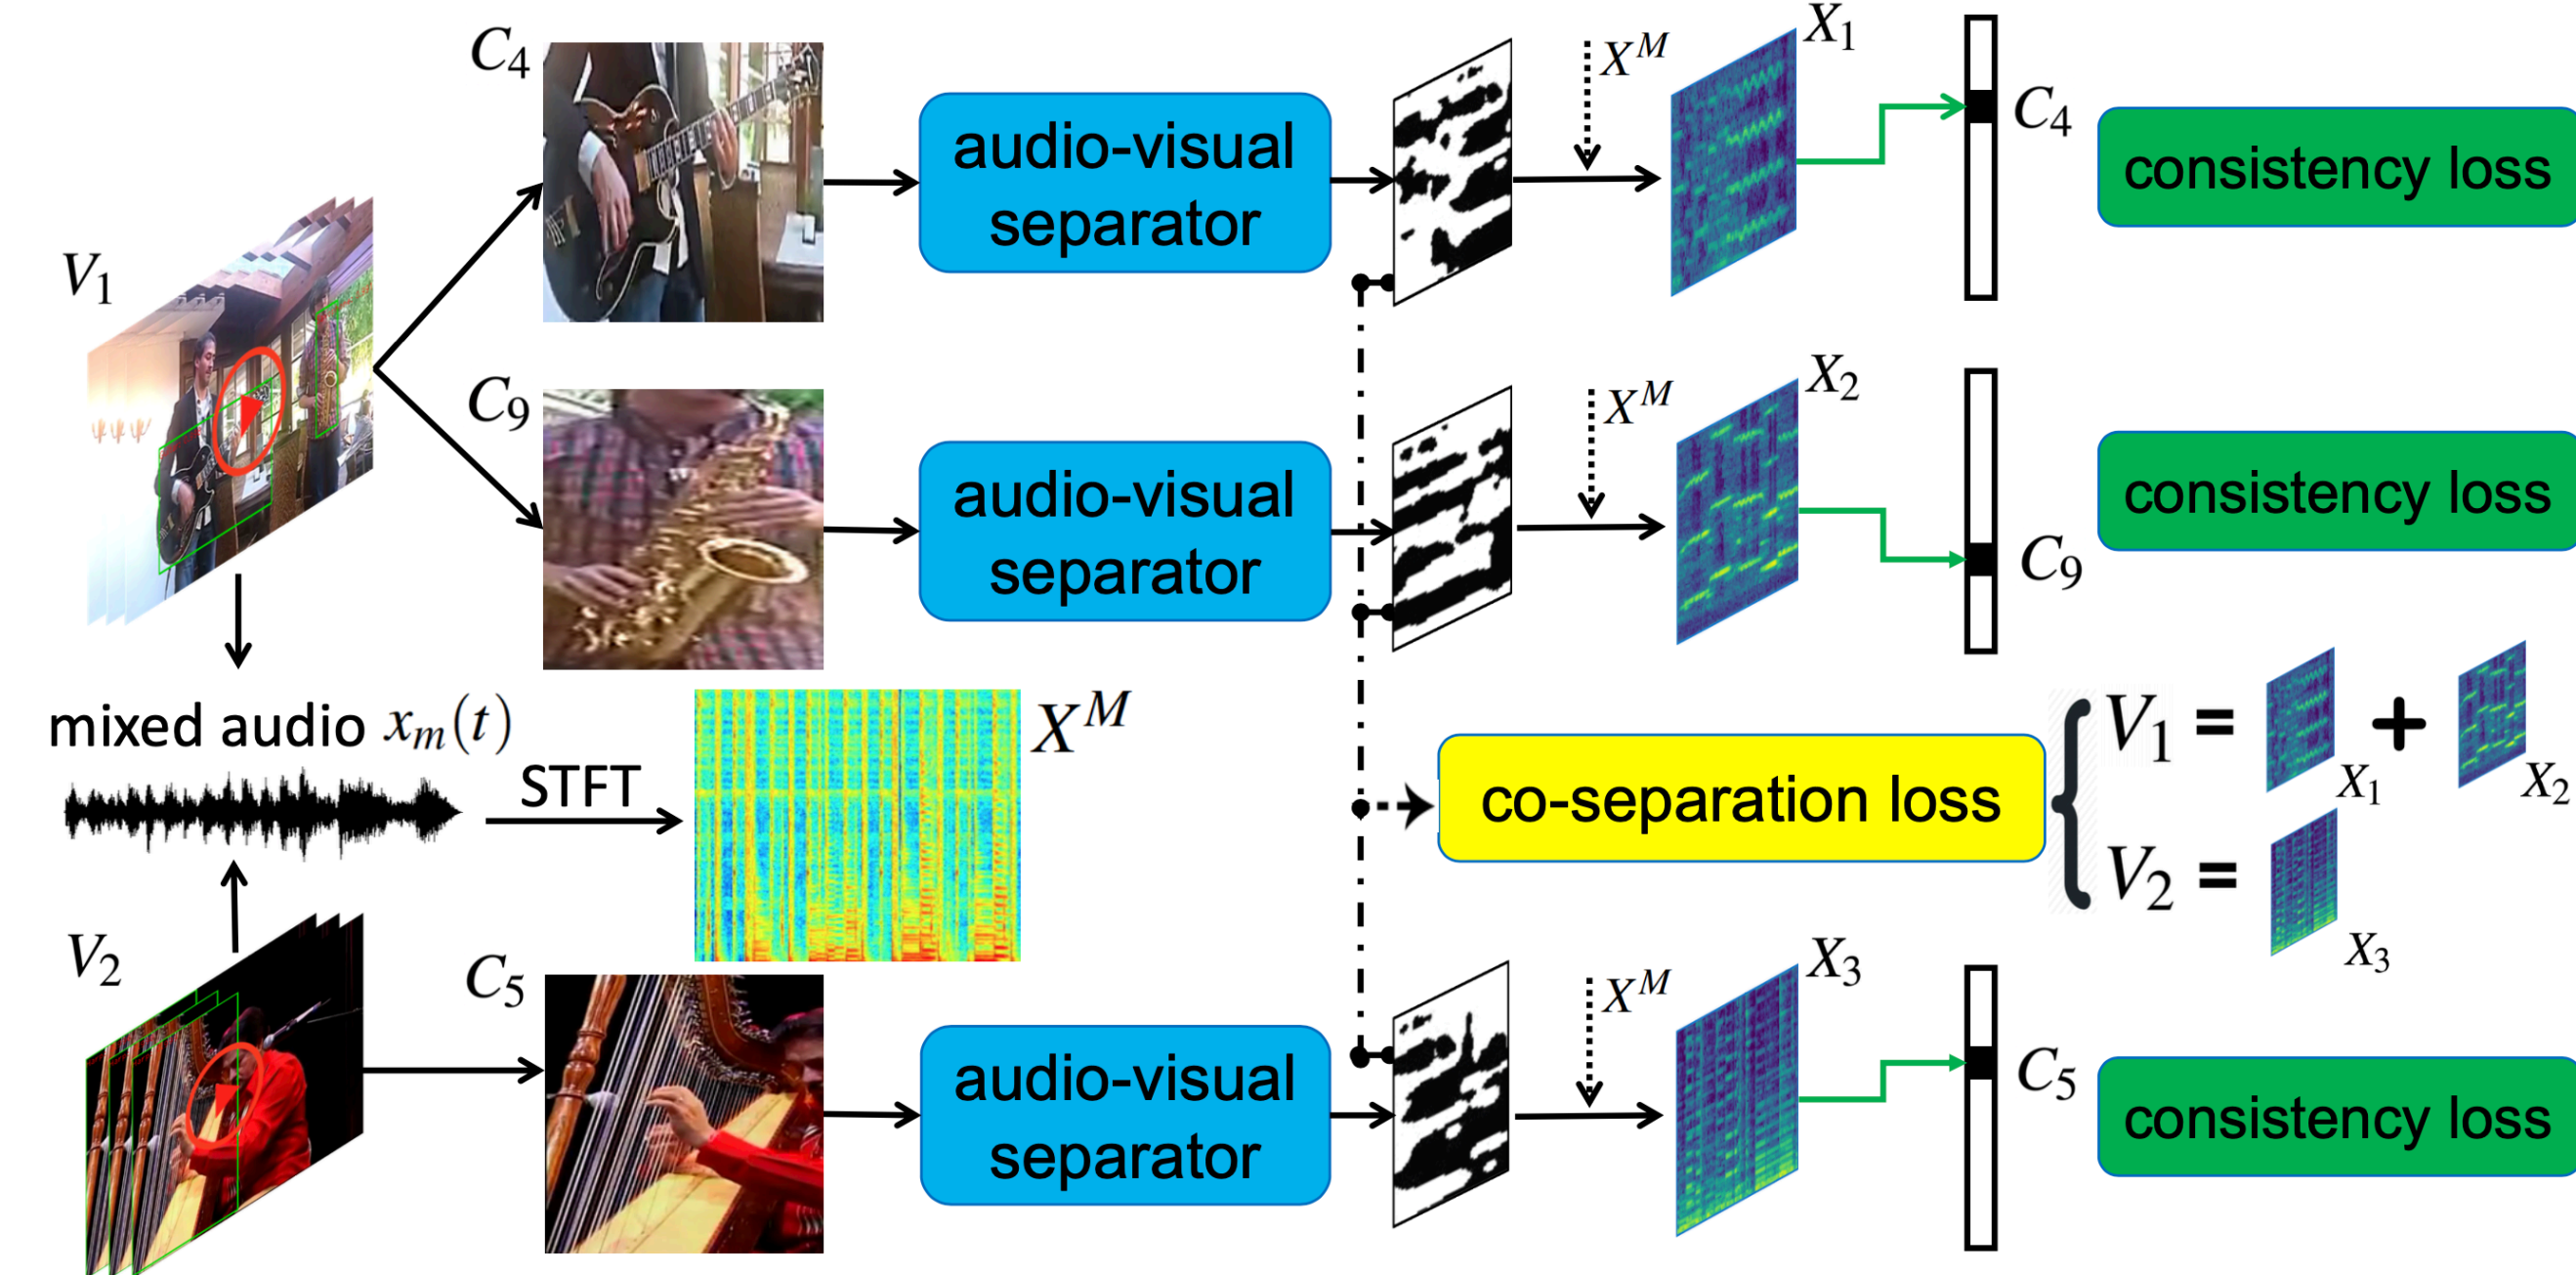 C4
audio-visual
separator
X^M
X1
C4
consistency loss
V1
C9
audio-visual
separator
X^M
X2
C9
consistency loss
mixed audio x_m(t)
STFT
X^M
co-separation loss
V1 = + 
X1
X2
V2 =
X3
V2
C5
audio-visual
separator
X^M
X3
C5
consistency loss